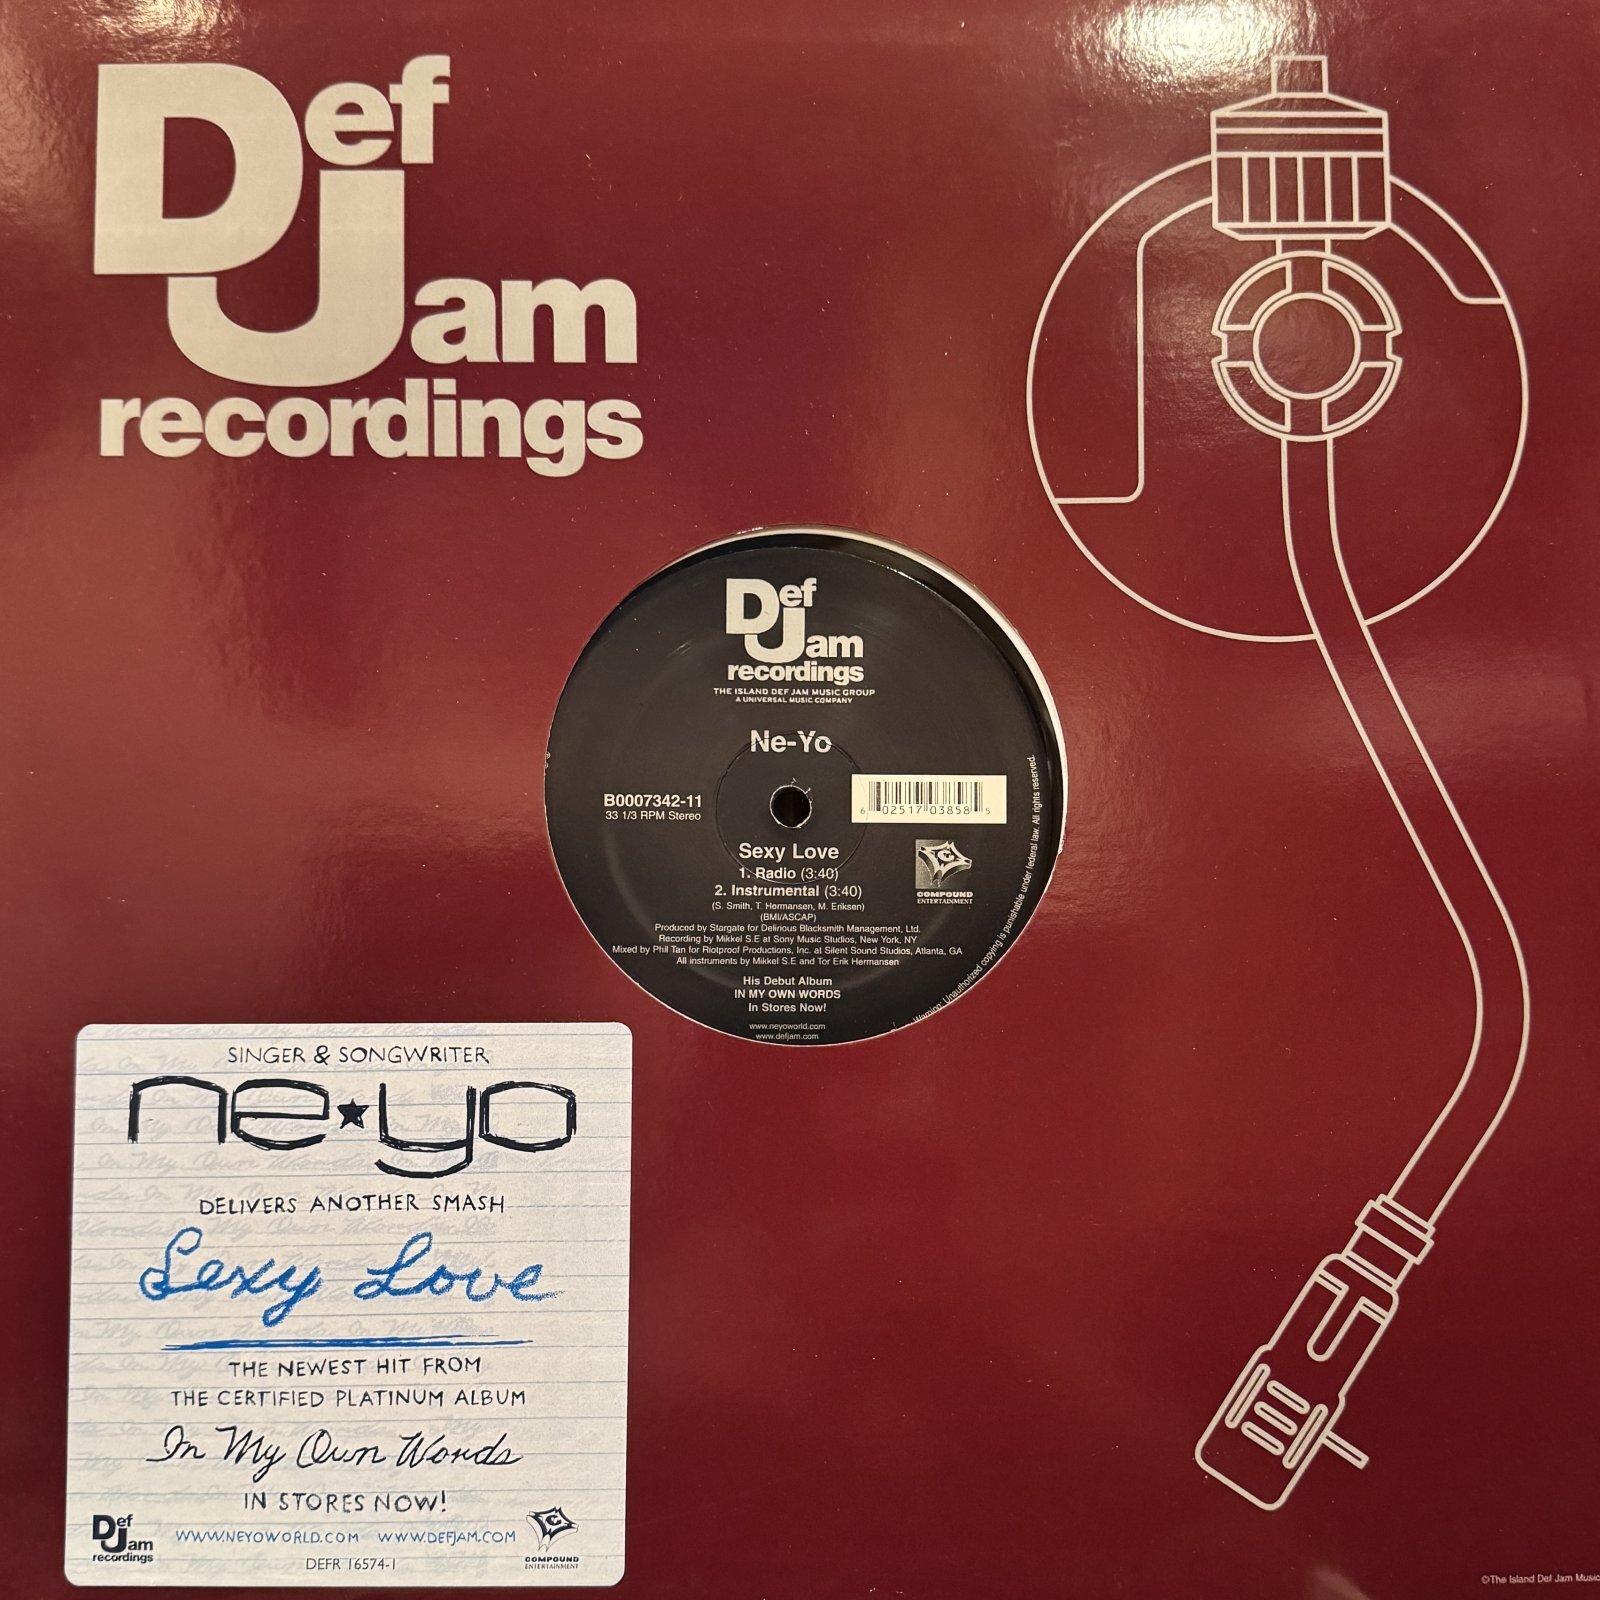 Def
Jam
recordings
Def
Jam
recordings
THE ISLAND DEF JAM MUSIC GROUP
A UNIVERSAL MUSIC COMPANY
Ne-Yo
B0007342-11
33 1/3 RPM Stereo
6 02517 03858 5
Sexy Love
1. Radio (3:40)
2. Instrumental (3:40)
(S. Smith, T. Hermansen, M. Eriksen)
(BMI/ASCAP)
Produced by Stargate for Delirious Blacksmith Management, Ltd.
Recording by Mikkel S.E at Sony Music Studios, New York, NY
Mixed by Phil Tan for Riotproof Productions, Inc. at Silent Sound Studios, Atlanta, GA
All instruments by Mikkel S.E and Tor Erik Hermansen
His Debut Album
IN MY OWN WORDS
In Stores Now!
www.neyoworld.com
www.defjam.com
C
COMPOUND
ENTERTAINMENT
Warning: Unauthorized copying is punishable under federal law. All rights reserved.
SINGER & SONGWRITER
ne★yo
DELIVERS ANOTHER SMASH
Sexy Love
THE NEWEST HIT FROM
THE CERTIFIED PLATINUM ALBUM
In My Own Words
IN STORES NOW!
Def
Jam
recordings
WWW.NEYOWORLD.COM WWW.DEFJAM.COM
DEFR 16574-1
C
COMPOUND
ENTERTAINMENT
©The Island Def Jam Music